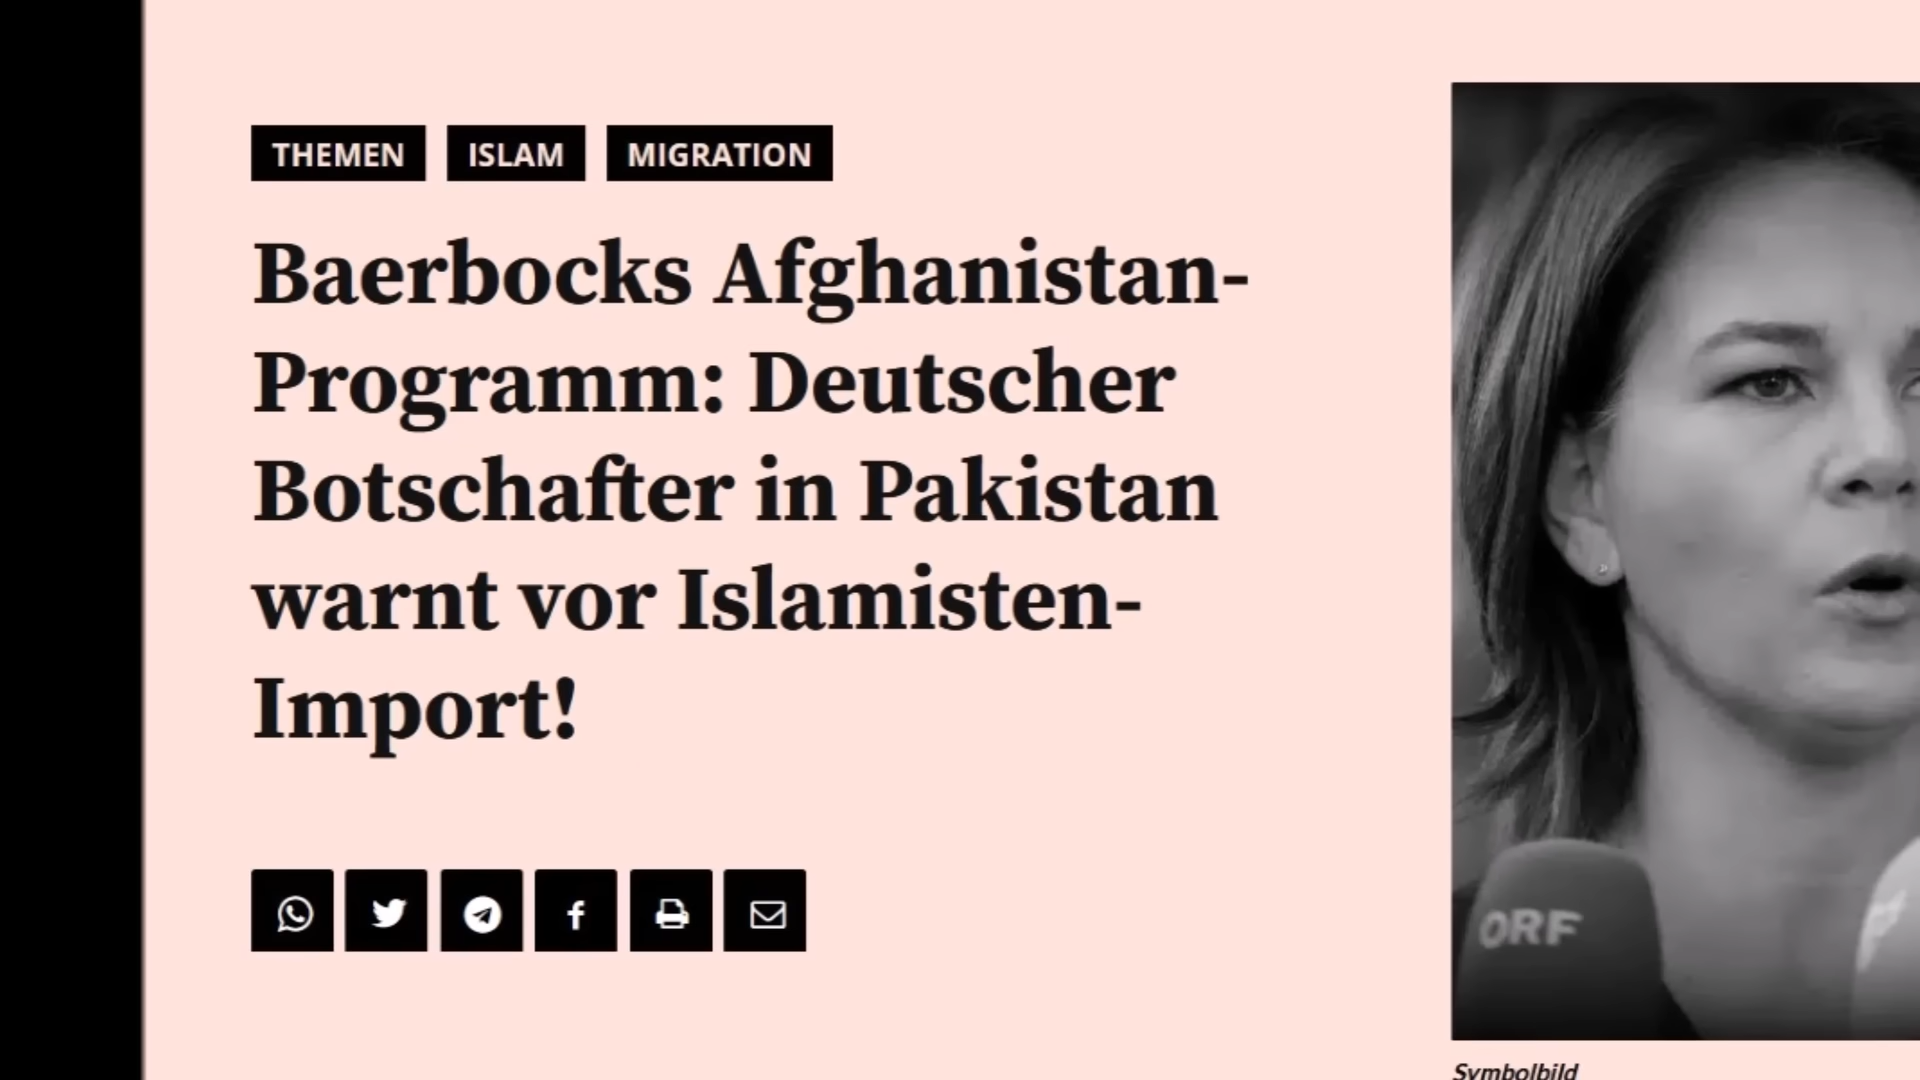 THEMEN ISLAM MIGRATION
Baerbocks Afghanistan-
Programm: Deutscher
Botschafter in Pakistan
warnt vor Islamisten-
Import!
ORF
Symbolbild